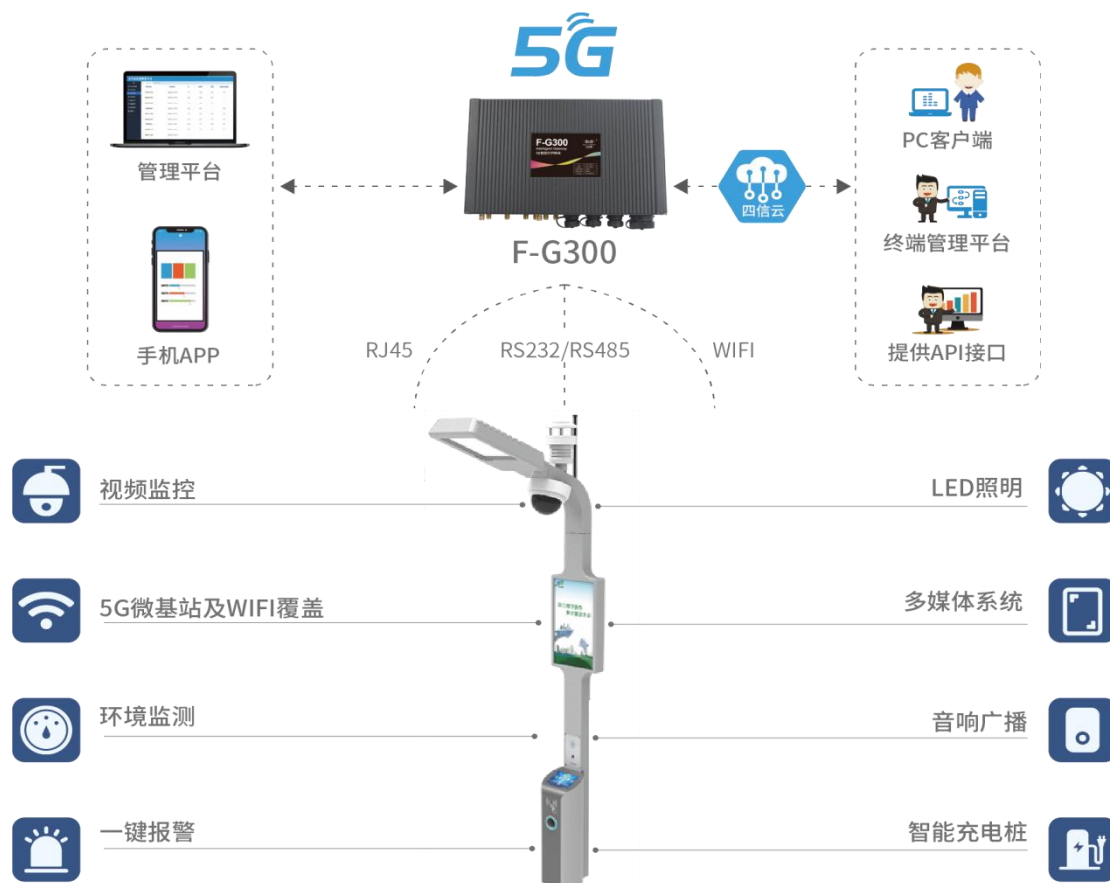 5G
管理平台
手机APP
F-G300
Intelligent Gateway
F-G300
四信云
PC客户端
终端管理平台
提供API接口
RJ45
RS232/RS485
WIFI
视频监控
LED照明
5G微基站及WIFI覆盖
多媒体系统
环境监测
音响广播
一键报警
智能充电桩